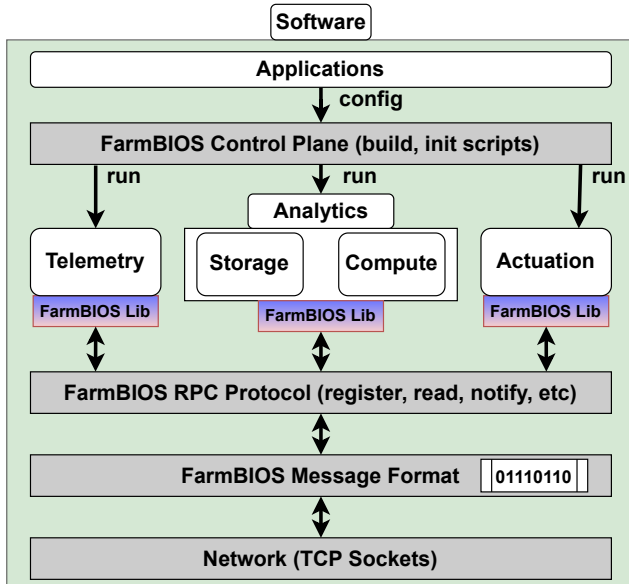 Software
Applications
config
FarmBIOS Control Plane (build, init scripts)
run
run
run
Analytics
Telemetry
Storage
Compute
Actuation
FarmBIOS Lib
FarmBIOS Lib
FarmBIOS Lib
FarmBIOS RPC Protocol (register, read, notify, etc)
FarmBIOS Message Format
01110110
Network (TCP Sockets)